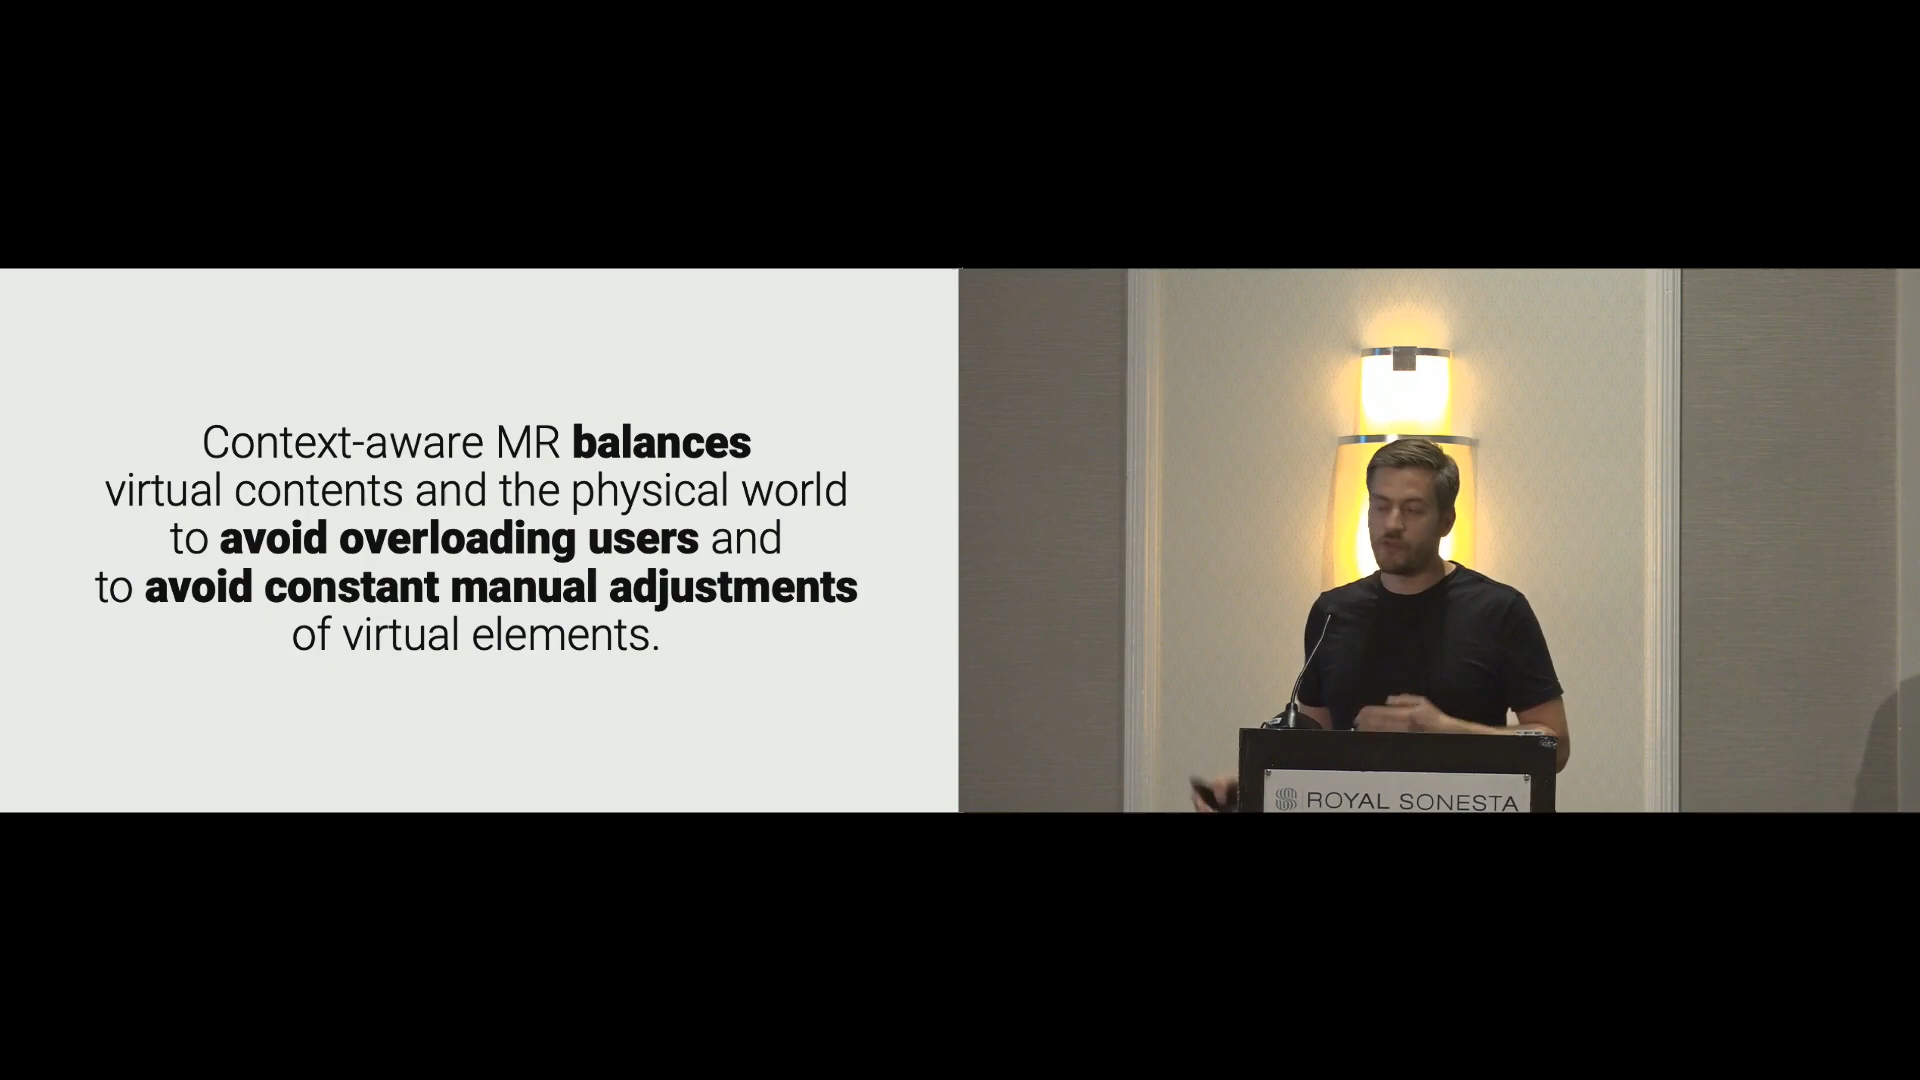 Context-aware MR balances
virtual contents and the physical world
to avoid overloading users and
to avoid constant manual adjustments
of virtual elements.
ROYAL SONESTA